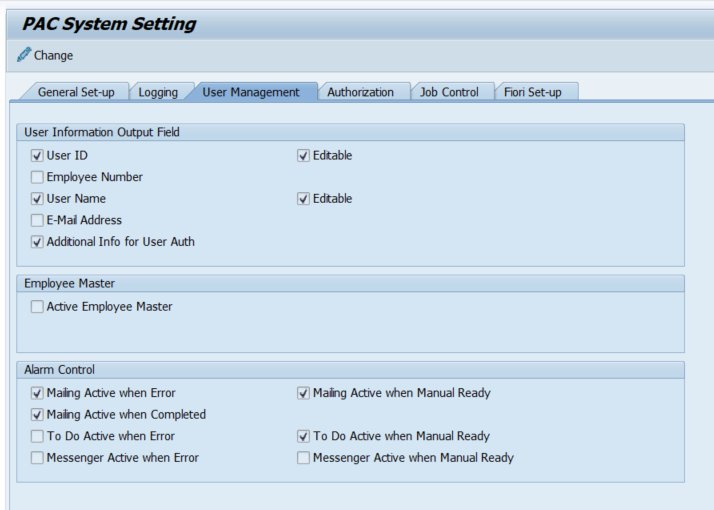 PAC System Setting
Change
General Set-up Logging User Management Authorization Job Control Fiori Set-up
User Information Output Field
User ID Editable
Employee Number
User Name Editable
E-Mail Address
Additional Info for User Auth
Employee Master
Active Employee Master
Alarm Control
Mailing Active when Error Mailing Active when Manual Ready
Mailing Active when Completed
To Do Active when Error To Do Active when Manual Ready
Messenger Active when Error Messenger Active when Manual Ready